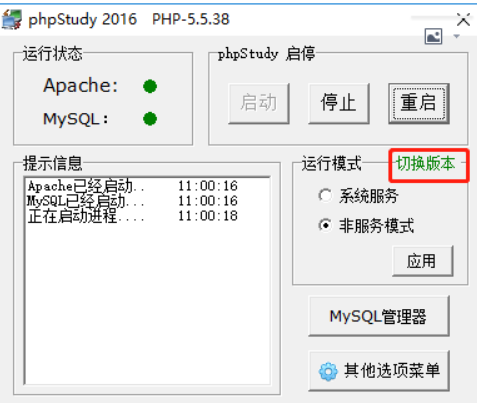 phpStudy 2016 PHP-5.5.38
运行状态
Apache:
MySQL:
phpStudy 启停
启动 停止 重启
提示信息
Apache已经启动.. 11:00:16
MySQL已经启动... 11:00:16
正在启动进程.... 11:00:18
运行模式 切换版本
系统服务
非服务模式
应用
MySQL管理器
其他选项菜单